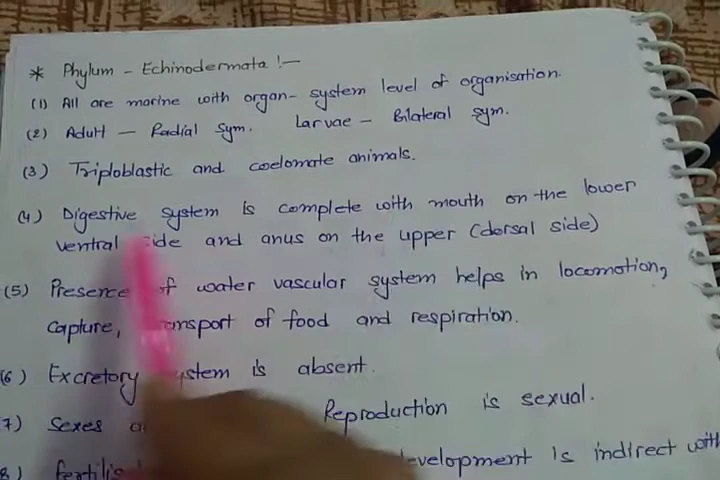 * Phylum - Echinodermata :-
(1) All are marine with organ-system level of organisation.
(2) Adult - Radial sym. Larvae - Bilateral sym.
(3) Triploblastic and coelomate animals.
(4) Digestive system is complete with mouth on the lower
ventral side and anus on the upper (dorsal side)
(5) Presence of water vascular system helps in locomotion,
capture, transport of food and respiration.
(6) Excretory system is absent.
7) Sexes Reproduction is sexual.
8) development is indirect with